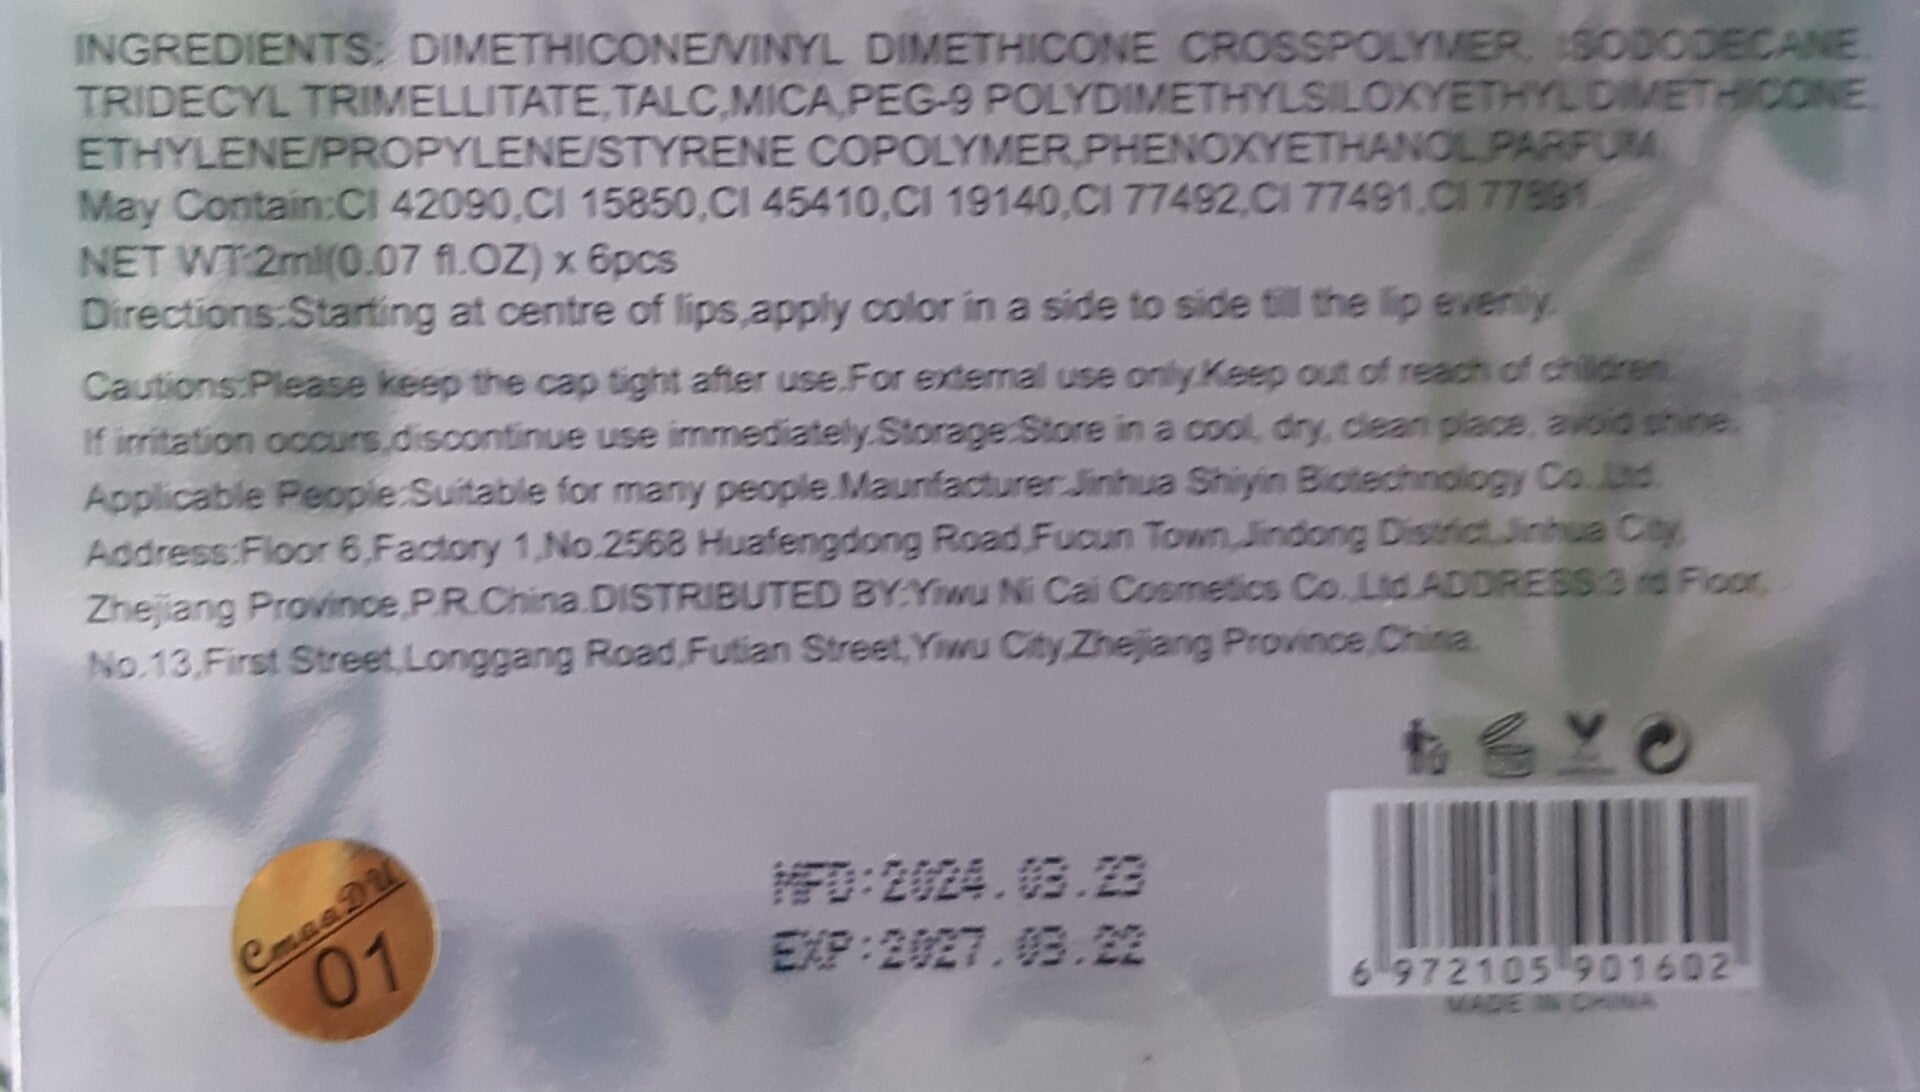 INGREDIENTS: DIMETHICONE/VINYL DIMETHICONE CROSSPOLYMER, ISODODECANE,
TRIDECYL TRIMELLITATE,TALC,MICA,PEG-9 POLYDIMETHYLSILOXYETHYL DIMETHICONE,
ETHYLENE/PROPYLENE/STYRENE COPOLYMER,PHENOXYETHANOL,PARFUM.
May Contain:CI 42090,CI 15850,CI 45410,CI 19140,CI 77492,CI 77491,CI 77891.
NET WT:2ml(0.07 fl.OZ) x 6pcs
Directions:Starting at centre of lips,apply color in a side to side till the lip evenly.
Cautions:Please keep the cap tight after use.For external use only.Keep out of reach of children.
If irritation occurs,discontinue use immediately.Storage:Store in a cool, dry, clean place, avoid shine.
Applicable People:Suitable for many people.Maunfacturer:Jinhua Shiyin Biotechnology Co.,Ltd.
Address:Floor 6,Factory 1,No.2568 Huafengdong Road,Fucun Town,Jindong District,Jinhua City,
Zhejiang Province,P.R.China.DISTRIBUTED BY:Yiwu Ni Cai Cosmetics Co.,Ltd.ADDRESS:3 rd Floor,
No.13,First Street,Longgang Road,Futian Street,Yiwu City,Zhejiang Province,China.
CmaaDU
01
MFD:2024.03.23
EXP:2027.03.22
6 972105 901602
MADE IN CHINA